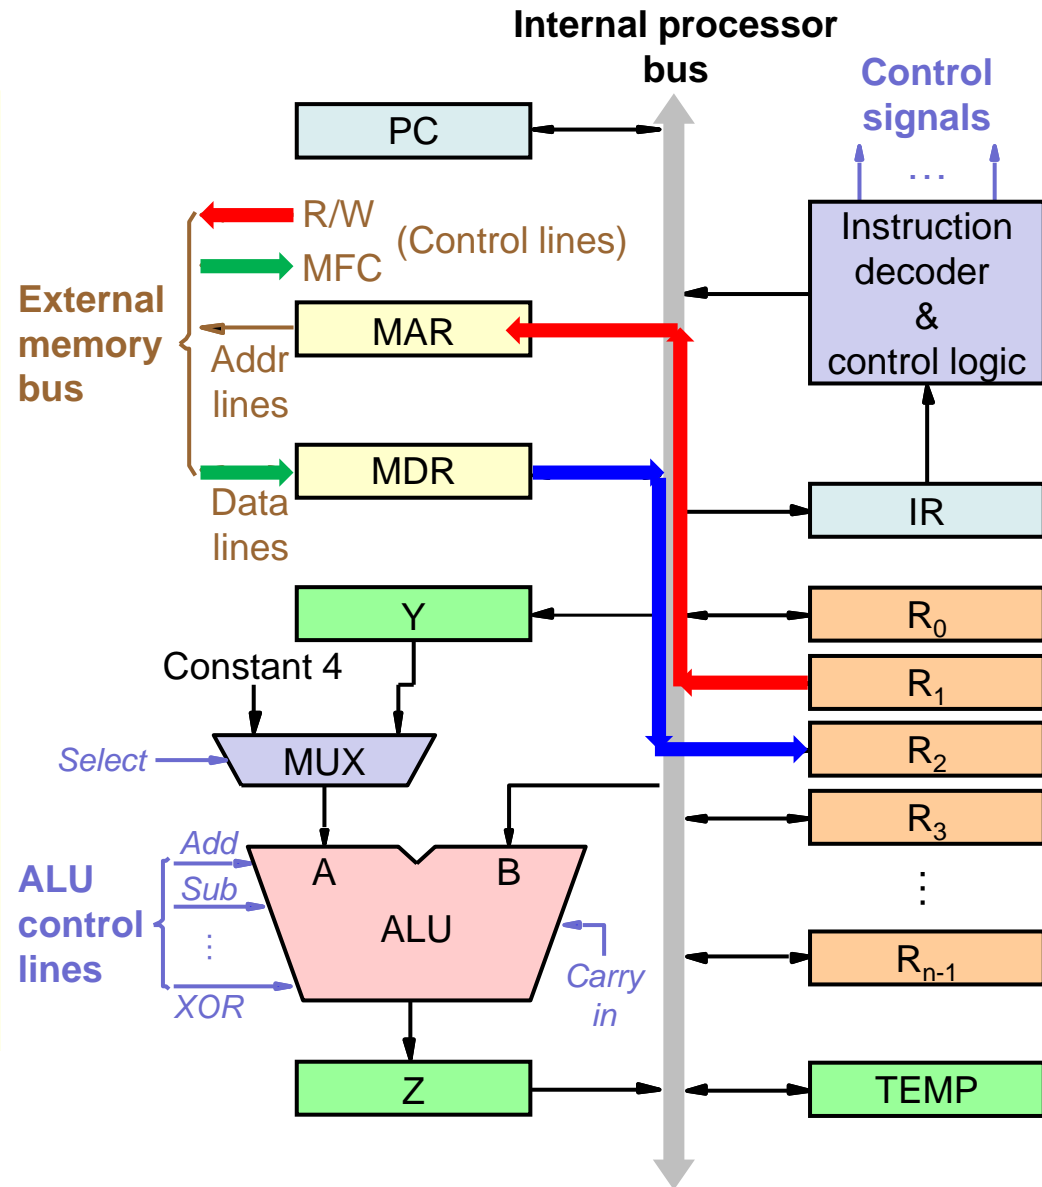 Internal processor
bus
Control
signals
...
PC
R/W
(Control lines)
MFC
External
memory
bus
MAR
Addr
lines
MDR
Data
lines
Instruction
decoder
&
control logic
IR
Y
Constant 4
Select
MUX
R0
R1
R2
R3
⋮
Rn-1
ALU
control
lines
Add
Sub
⋮
XOR
A
B
ALU
Carry
in
Z
TEMP